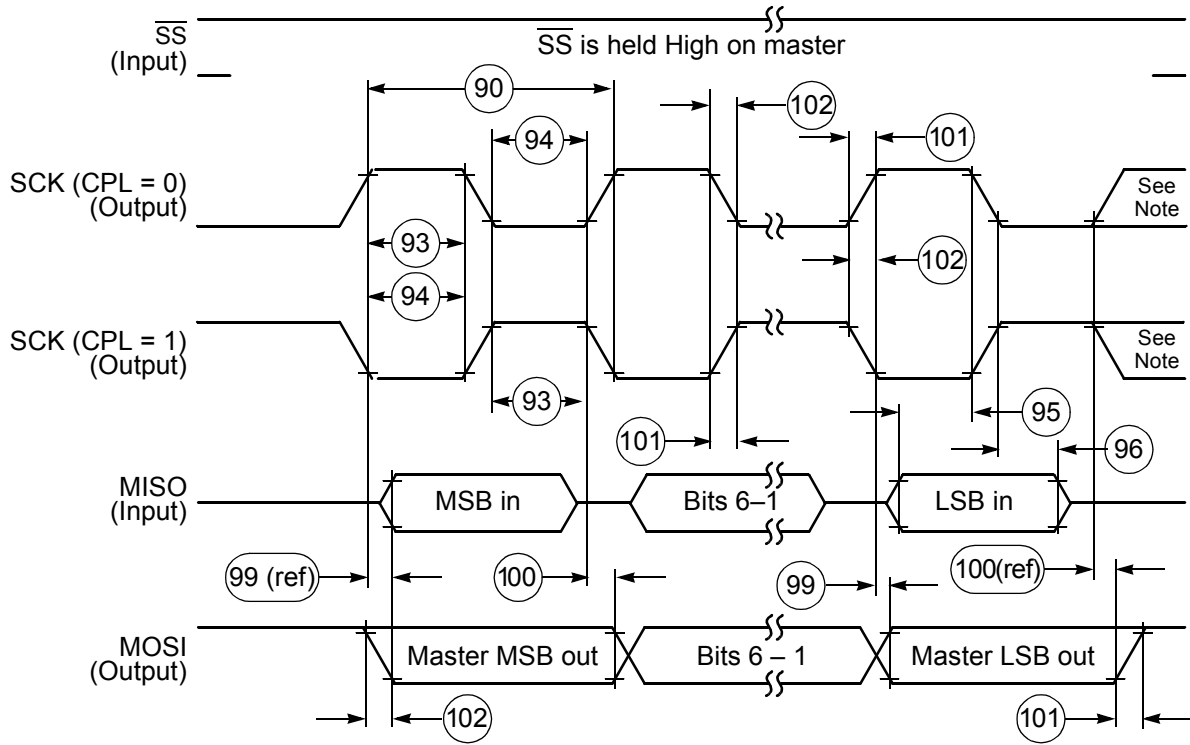 SS
(Input)
SS is held High on master
90
102
94
101
SCK (CPL = 0)
(Output)
See
Note
93
102
94
SCK (CPL = 1)
(Output)
See
Note
93
95
101
96
MISO
(Input)
MSB in
Bits 6–1
LSB in
99 (ref)
100
99
100(ref)
MOSI
(Output)
Master MSB out
Bits 6 – 1
Master LSB out
102
101